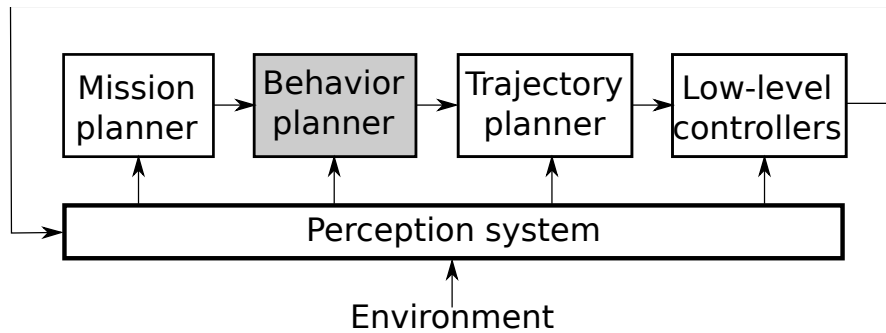 Mission
planner
Behavior
planner
Trajectory
planner
Low-level
controllers
Perception system
Environment